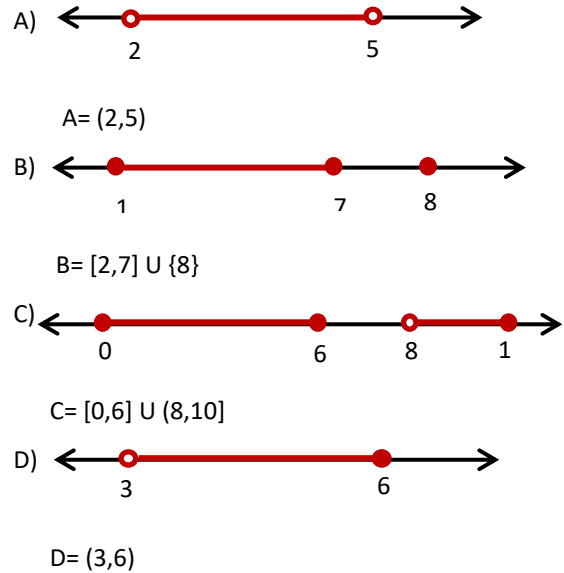 A)
2 5
A= (2,5)
B)
1 7 8
B= [2,7] U {8}
C)
0 6 8 1
C= [0,6] U (8,10]
D)
3 6
D= (3,6)